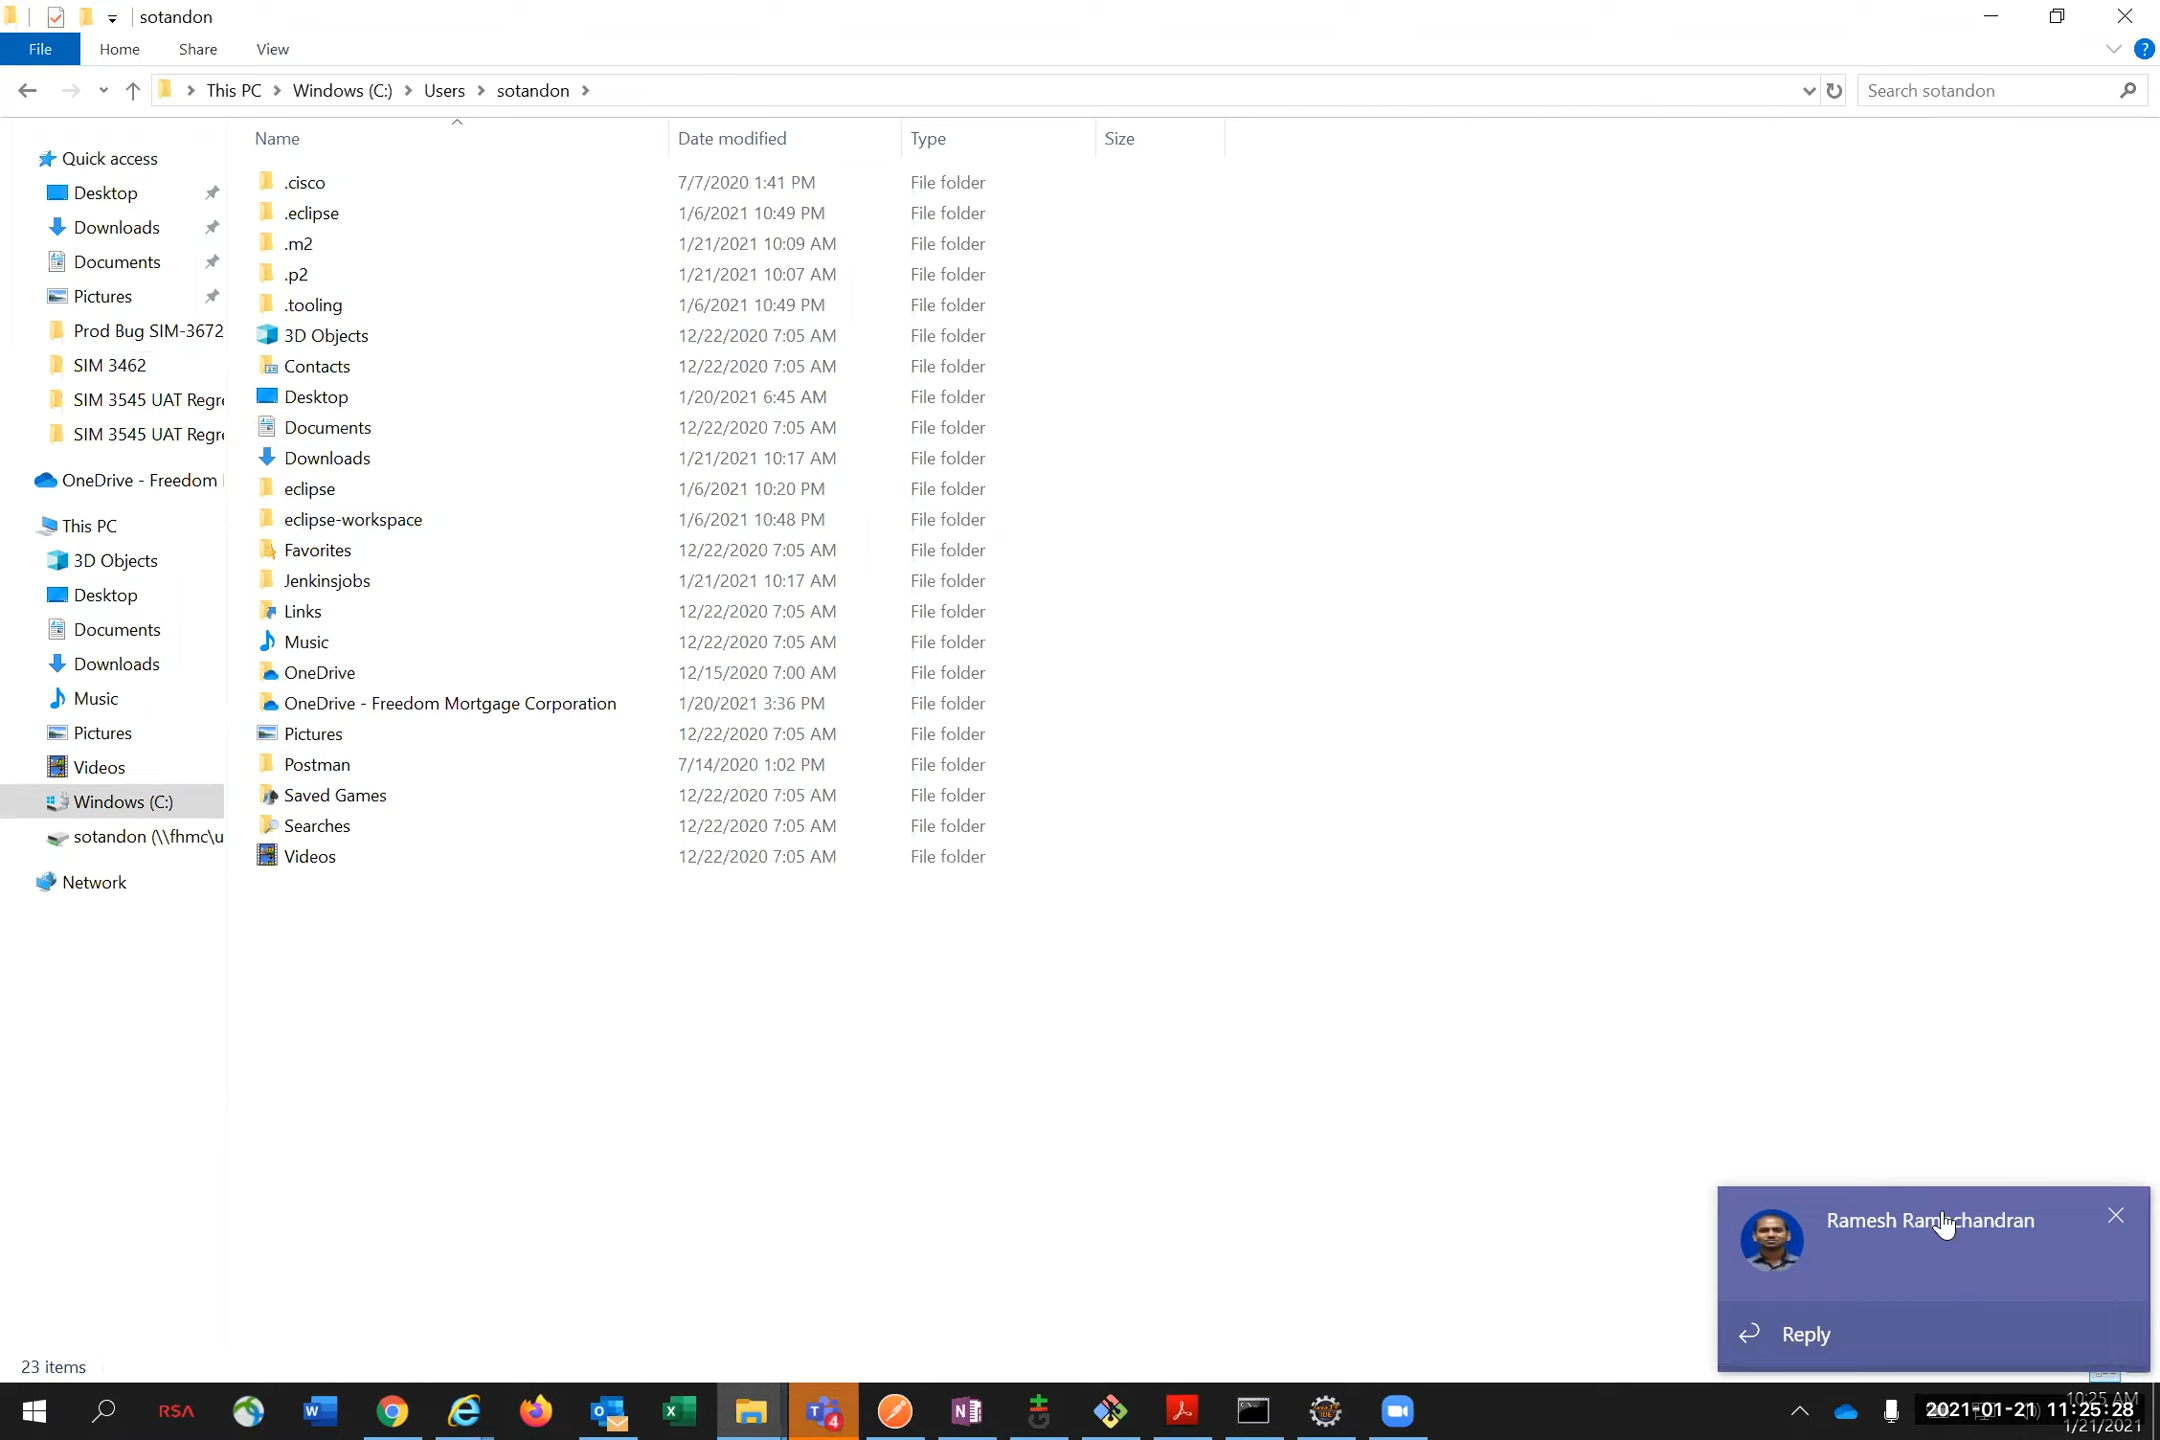 sotandon
File Home Share View
This PC Windows (C:) Users sotandon
Search sotandon
Name Date modified Type Size
Quick access
Desktop
Downloads
Documents
Pictures
Prod Bug SIM-3672
SIM 3462
SIM 3545 UAT Regre
SIM 3545 UAT Regre
OneDrive - Freedom
This PC
3D Objects
Desktop
Documents
Downloads
Music
Pictures
Videos
Windows (C:)
sotandon (\\fhmc\u
Network
.cisco 7/7/2020 1:41 PM File folder
.eclipse 1/6/2021 10:49 PM File folder
.m2 1/21/2021 10:09 AM File folder
.p2 1/21/2021 10:07 AM File folder
.tooling 1/6/2021 10:49 PM File folder
3D Objects 12/22/2020 7:05 AM File folder
Contacts 12/22/2020 7:05 AM File folder
Desktop 1/20/2021 6:45 AM File folder
Documents 12/22/2020 7:05 AM File folder
Downloads 1/21/2021 10:17 AM File folder
eclipse 1/6/2021 10:20 PM File folder
eclipse-workspace 1/6/2021 10:48 PM File folder
Favorites 12/22/2020 7:05 AM File folder
Jenkinsjobs 1/21/2021 10:17 AM File folder
Links 12/22/2020 7:05 AM File folder
Music 12/22/2020 7:05 AM File folder
OneDrive 12/15/2020 7:00 AM File folder
OneDrive - Freedom Mortgage Corporation 1/20/2021 3:36 PM File folder
Pictures 12/22/2020 7:05 AM File folder
Postman 7/14/2020 1:02 PM File folder
Saved Games 12/22/2020 7:05 AM File folder
Searches 12/22/2020 7:05 AM File folder
Videos 12/22/2020 7:05 AM File folder
Ramesh Ramachandran
Reply
23 items
RSA
4
10:25 AM
2021-01-21 11:25:28
1/21/2021